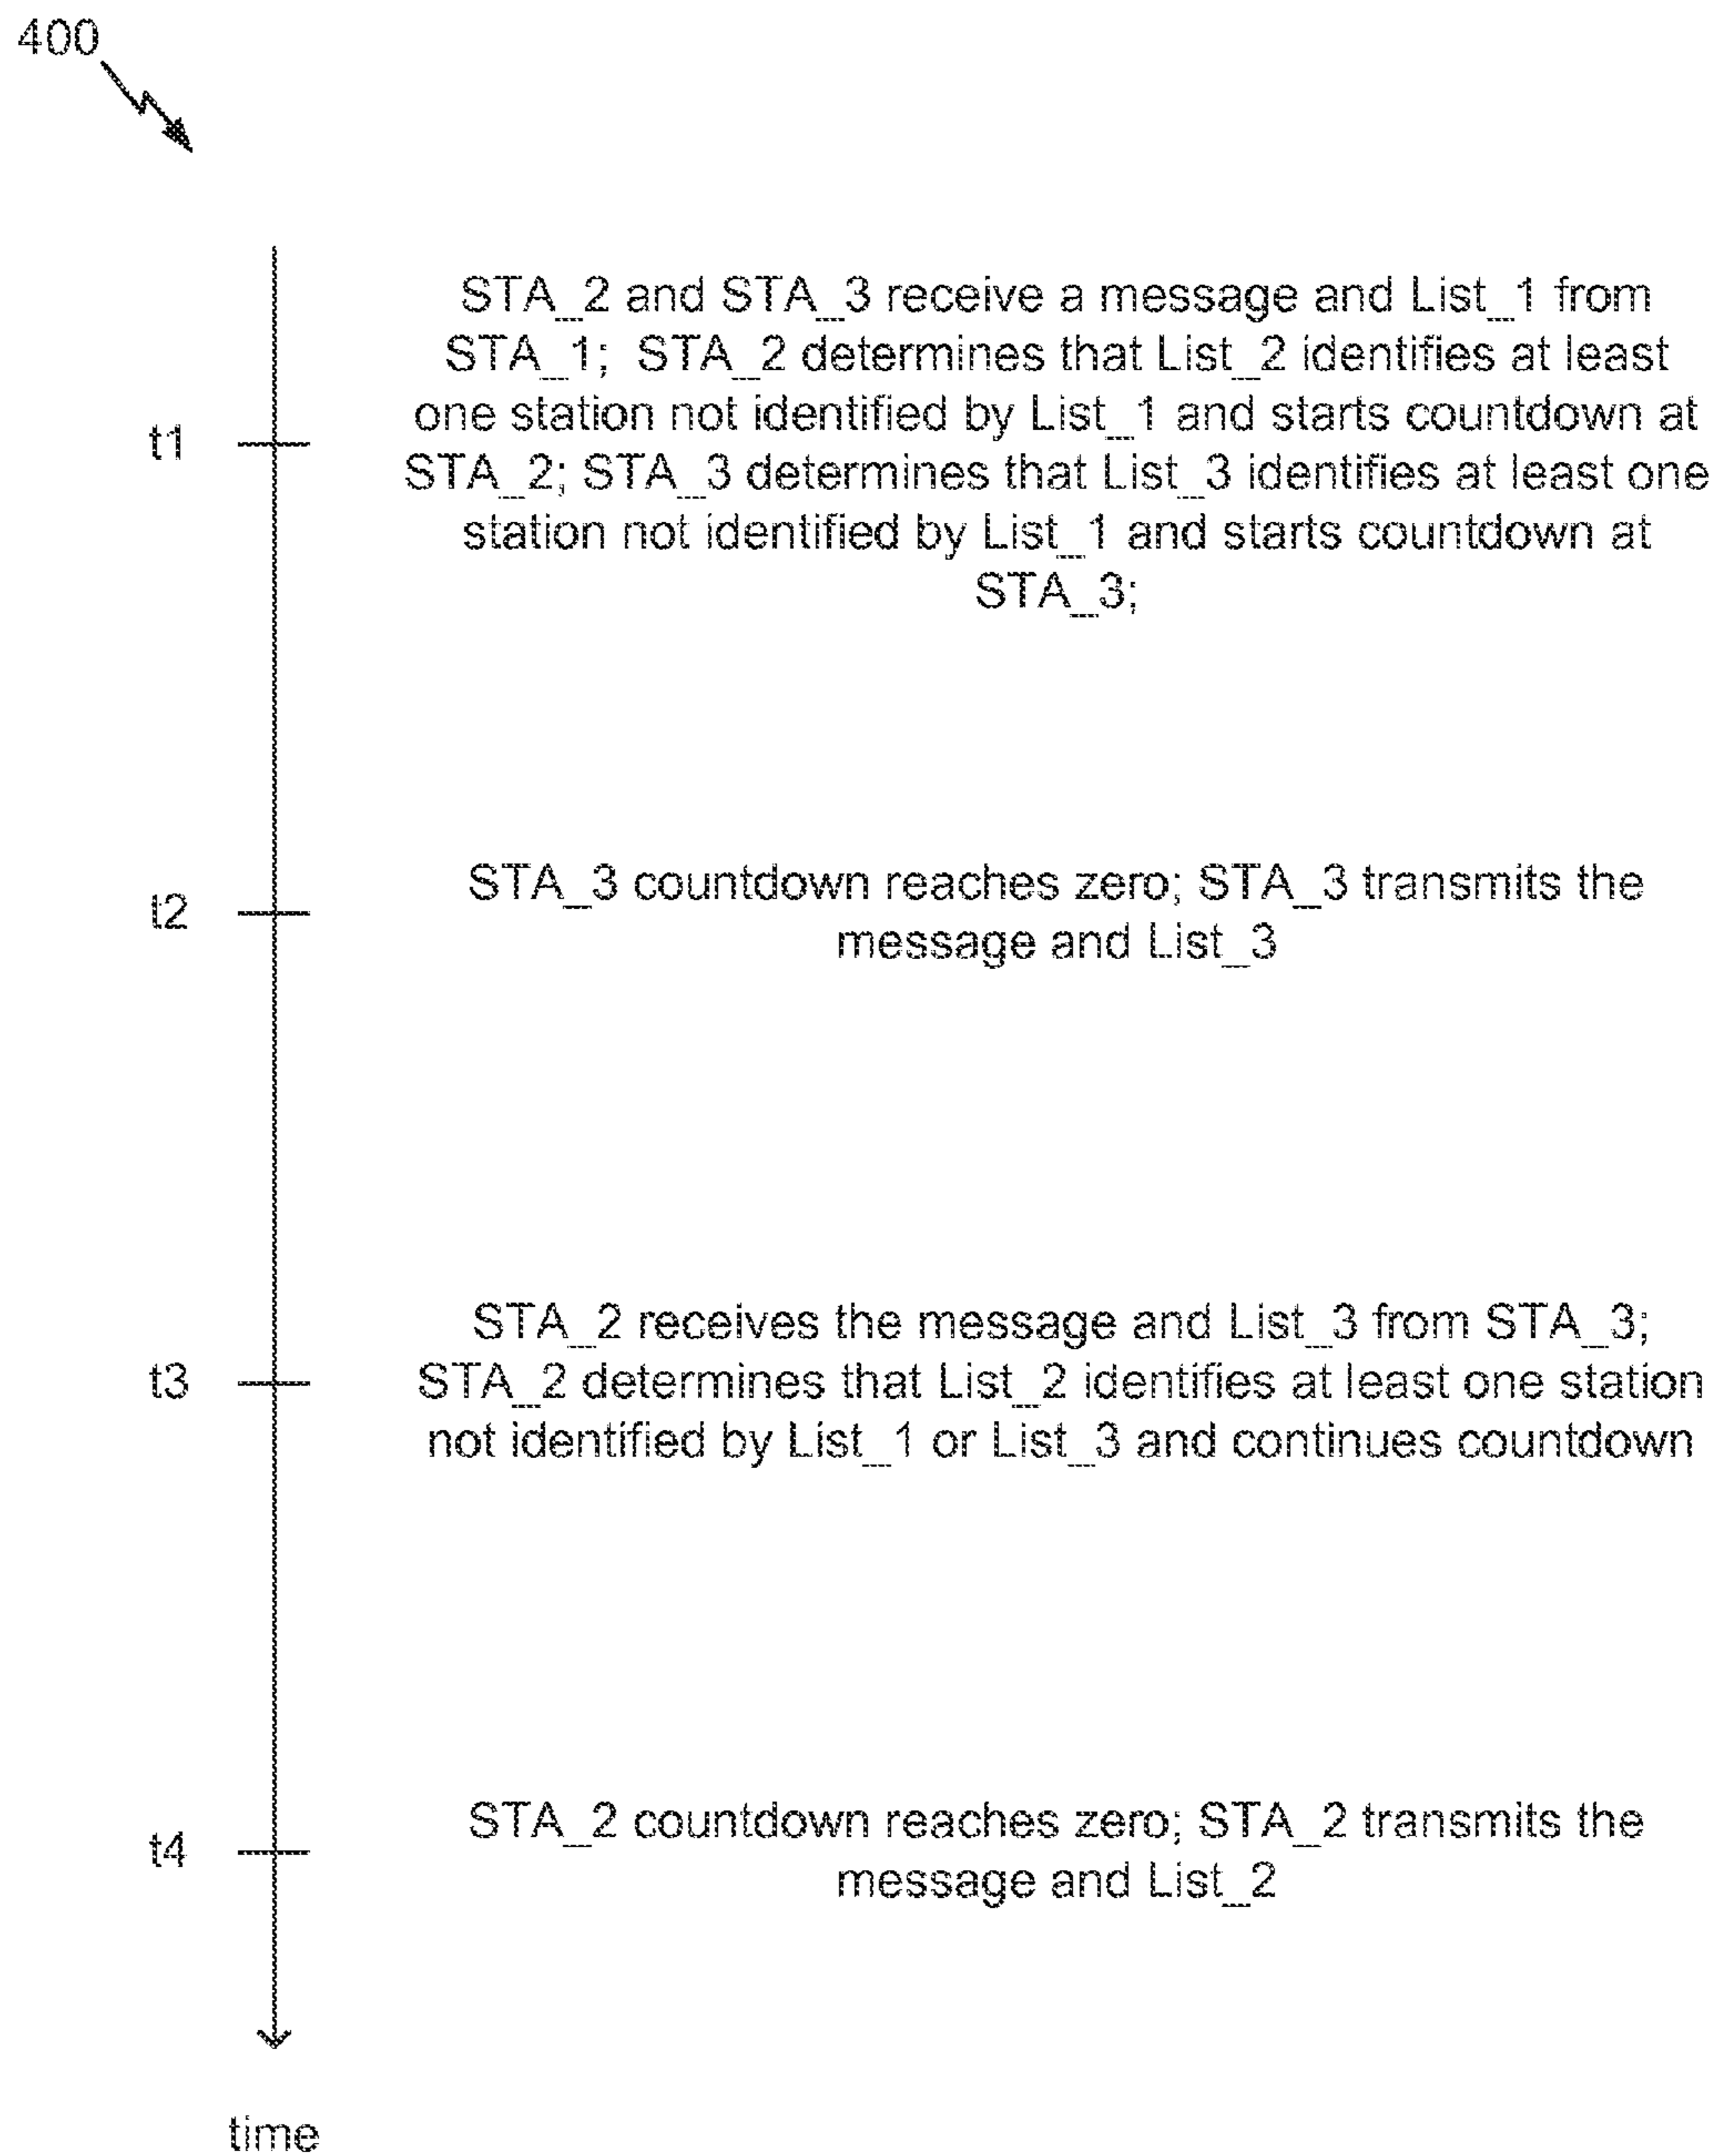 400
STA_2 and STA_3 receive a message and List_1 from
STA_1; STA_2 determines that List_2 identifies at least
one station not identified by List_1 and starts countdown at
t1
STA_2; STA_3 determines that List_3 identifies at least one
station not identified by List_1 and starts countdown at
STA_3;
t2
STA_3 countdown reaches zero; STA_3 transmits the
message and List_3
STA_2 receives the message and List_3 from STA_3;
t3
STA_2 determines that List_2 identifies at least one station
not identified by List_1 or List_3 and continues countdown
t4
STA_2 countdown reaches zero; STA_2 transmits the
message and List_2
time